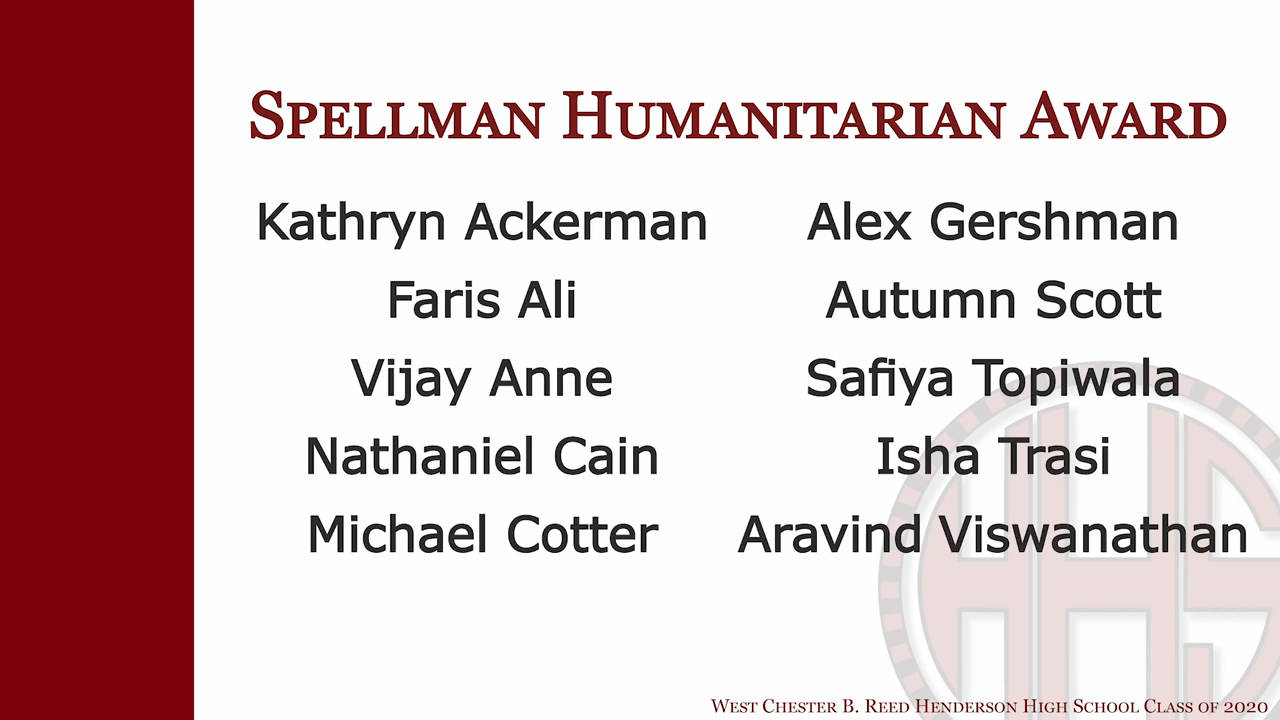 Spellman Humanitarian Award
Kathryn Ackerman
Faris Ali
Vijay Anne
Nathaniel Cain
Michael Cotter
Alex Gershman
Autumn Scott
Safiya Topiwala
Isha Trasi
Aravind Viswanathan
HHS
West Chester B. Reed Henderson High School Class of 2020